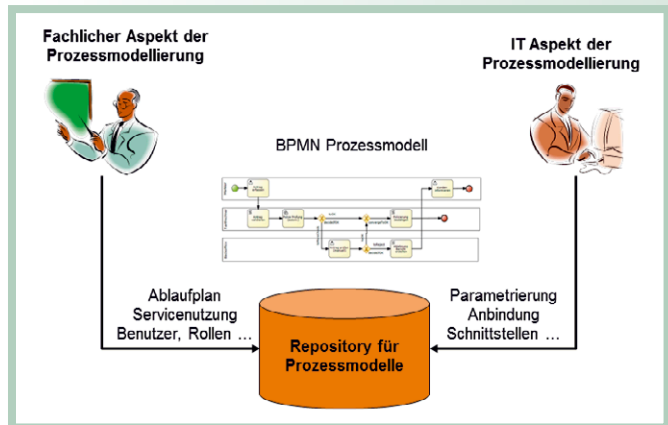 Fachlicher Aspekt der
Prozessmodellierung
IT Aspekt der
Prozessmodellierung
BPMN Prozessmodell
Ablaufplan
Servicenutzung
Benutzer, Rollen ...
Parametrierung
Anbindung
Schnittstellen ...
Repository für
Prozessmodelle